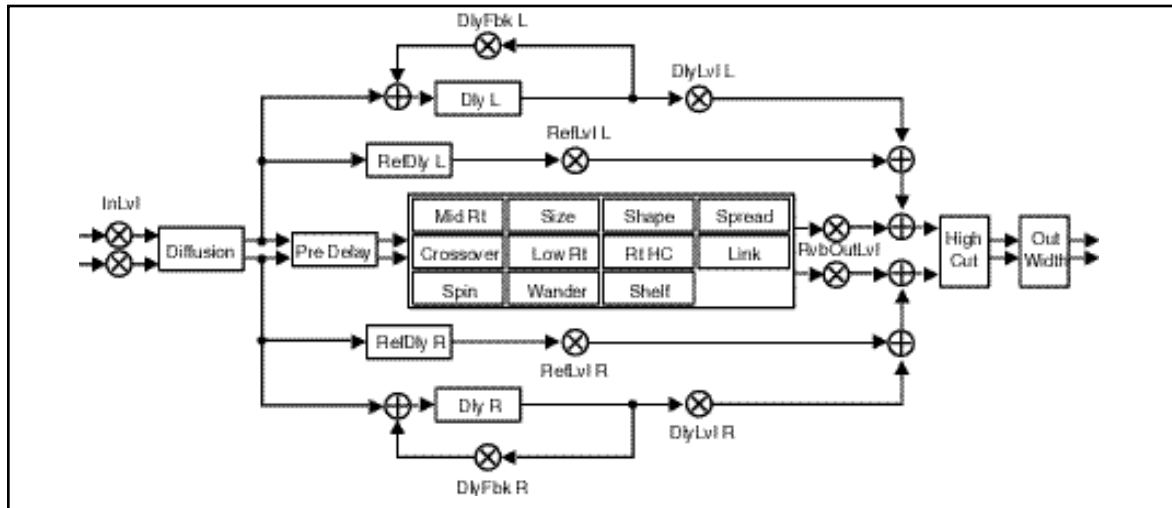 DlyFbk L
DlyLvl L
Dly L
RefLvl L
RefDly L
InLvl
Diffusion
Pre Delay
Mid Rt
Size
Shape
Spread
Crossover
Low Rt
Rt HC
Link
Spin
Wander
Shelf
RvbOutLvl
High
Cut
Out
Width
RefDly R
RefLvl R
Dly R
DlyLvl R
DlyFbk R